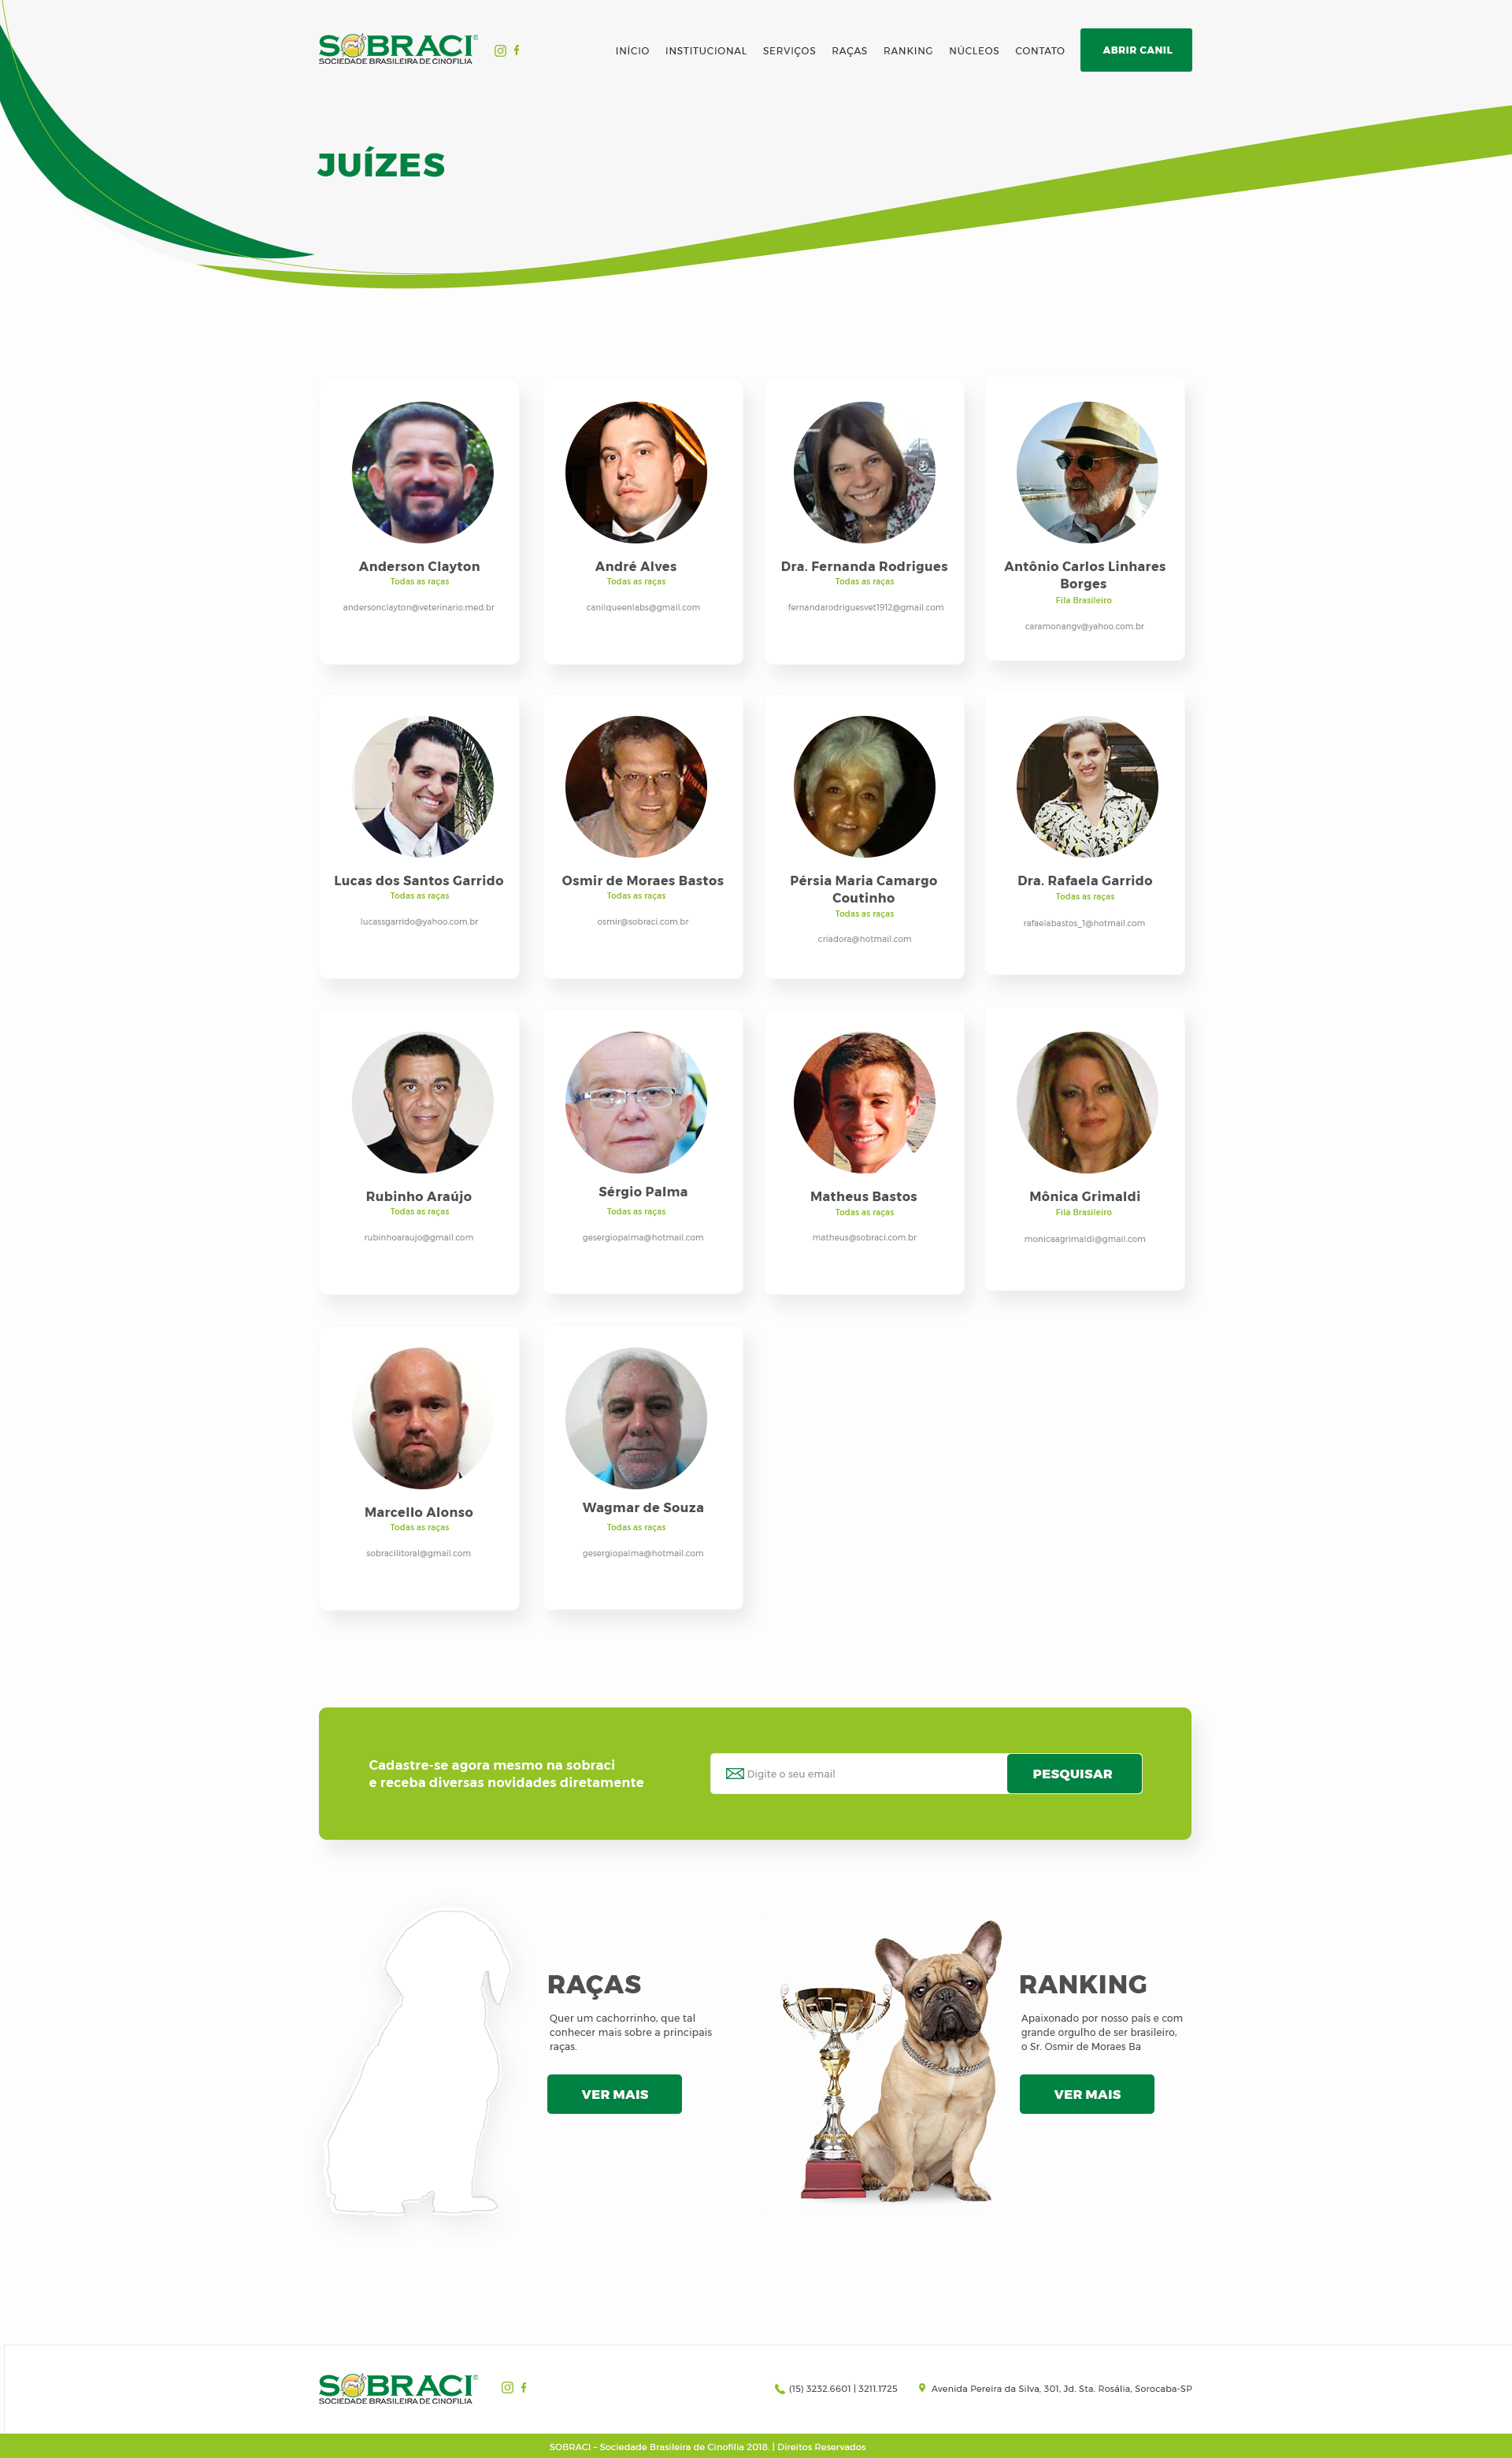 SOBRACI®
SOCIEDADE BRASILEIRA DE CINOFILIA
INÍCIO INSTITUCIONAL SERVIÇOS RAÇAS RANKING NÚCLEOS CONTATO ABRIR CANIL
JUÍZES
Anderson Clayton
Todas as raças
andersonclayton@veterinario.med.br
André Alves
Todas as raças
canilqueenlabs@gmail.com
Dra. Fernanda Rodrigues
Todas as raças
fernandarodriguesvet1912@gmail.com
Antônio Carlos Linhares
Borges
Fila Brasileiro
caramonangv@yahoo.com.br
Lucas dos Santos Garrido
Todas as raças
lucassgarrido@yahoo.com.br
Osmir de Moraes Bastos
Todas as raças
osmir@sobraci.com.br
Pérsia Maria Camargo
Coutinho
Todas as raças
criadora@hotmail.com
Dra. Rafaela Garrido
Todas as raças
rafaelabastos_1@hotmail.com
Rubinho Araújo
Todas as raças
rubinhoaraujo@gmail.com
Sérgio Palma
Todas as raças
gesergiopalma@hotmail.com
Matheus Bastos
Todas as raças
matheus@sobraci.com.br
Mônica Grimaldi
Fila Brasileiro
monicaagrimaldi@gmail.com
Marcello Alonso
Todas as raças
sobracilitoral@gmail.com
Wagmar de Souza
Todas as raças
gesergiopalma@hotmail.com
Cadastre-se agora mesmo na sobraci
e receba diversas novidades diretamente
Digite o seu email
PESQUISAR
RAÇAS
Quer um cachorrinho, que tal
conhecer mais sobre a principais
raças.
VER MAIS
RANKING
Apaixonado por nosso país e com
grande orgulho de ser brasileiro,
o Sr. Osmir de Moraes Ba
VER MAIS
SOBRACI®
SOCIEDADE BRASILEIRA DE CINOFILIA
(15) 3232.6601 | 3211.1725
Avenida Pereira da Silva, 301, Jd. Sta. Rosália, Sorocaba-SP
SOBRACI – Sociedade Brasileira de Cinofilia 2018. | Direitos Reservados